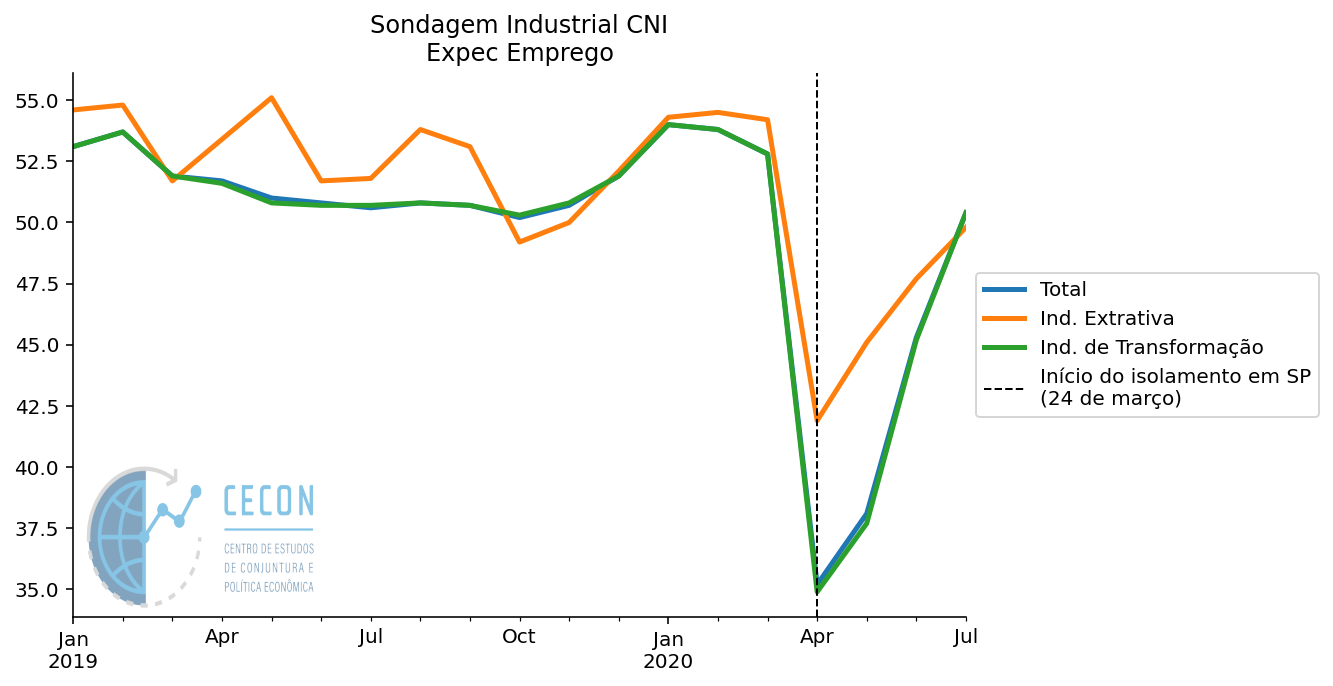 Sondagem Industrial CNI
Expec Emprego
55.0
52.5
50.0
47.5
45.0
42.5
40.0
37.5
35.0
Jan
2019
Apr
Jul
Oct
Jan
2020
Apr
Jul
Total
Ind. Extrativa
Ind. de Transformação
Início do isolamento em SP
(24 de março)
CECON
CENTRO DE ESTUDOS
DE CONJUNTURA E
POLÍTICA ECONÔMICA